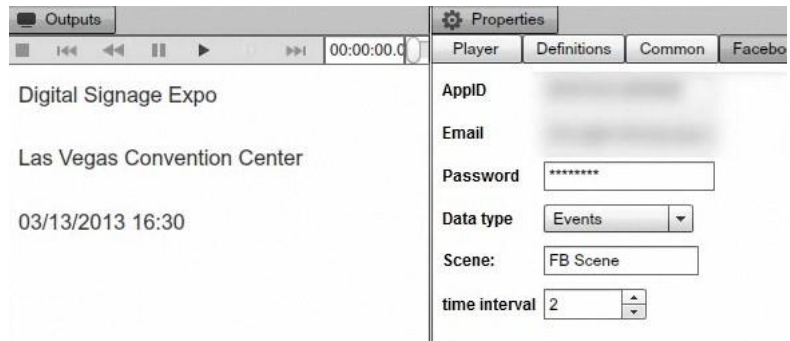 Outputs
00:00:00.0
Digital Signage Expo
Las Vegas Convention Center
03/13/2013 16:30
Properties
Player Definitions Common Facebo
AppID
Email
Password ********
Data type Events
Scene: FB Scene
time interval 2